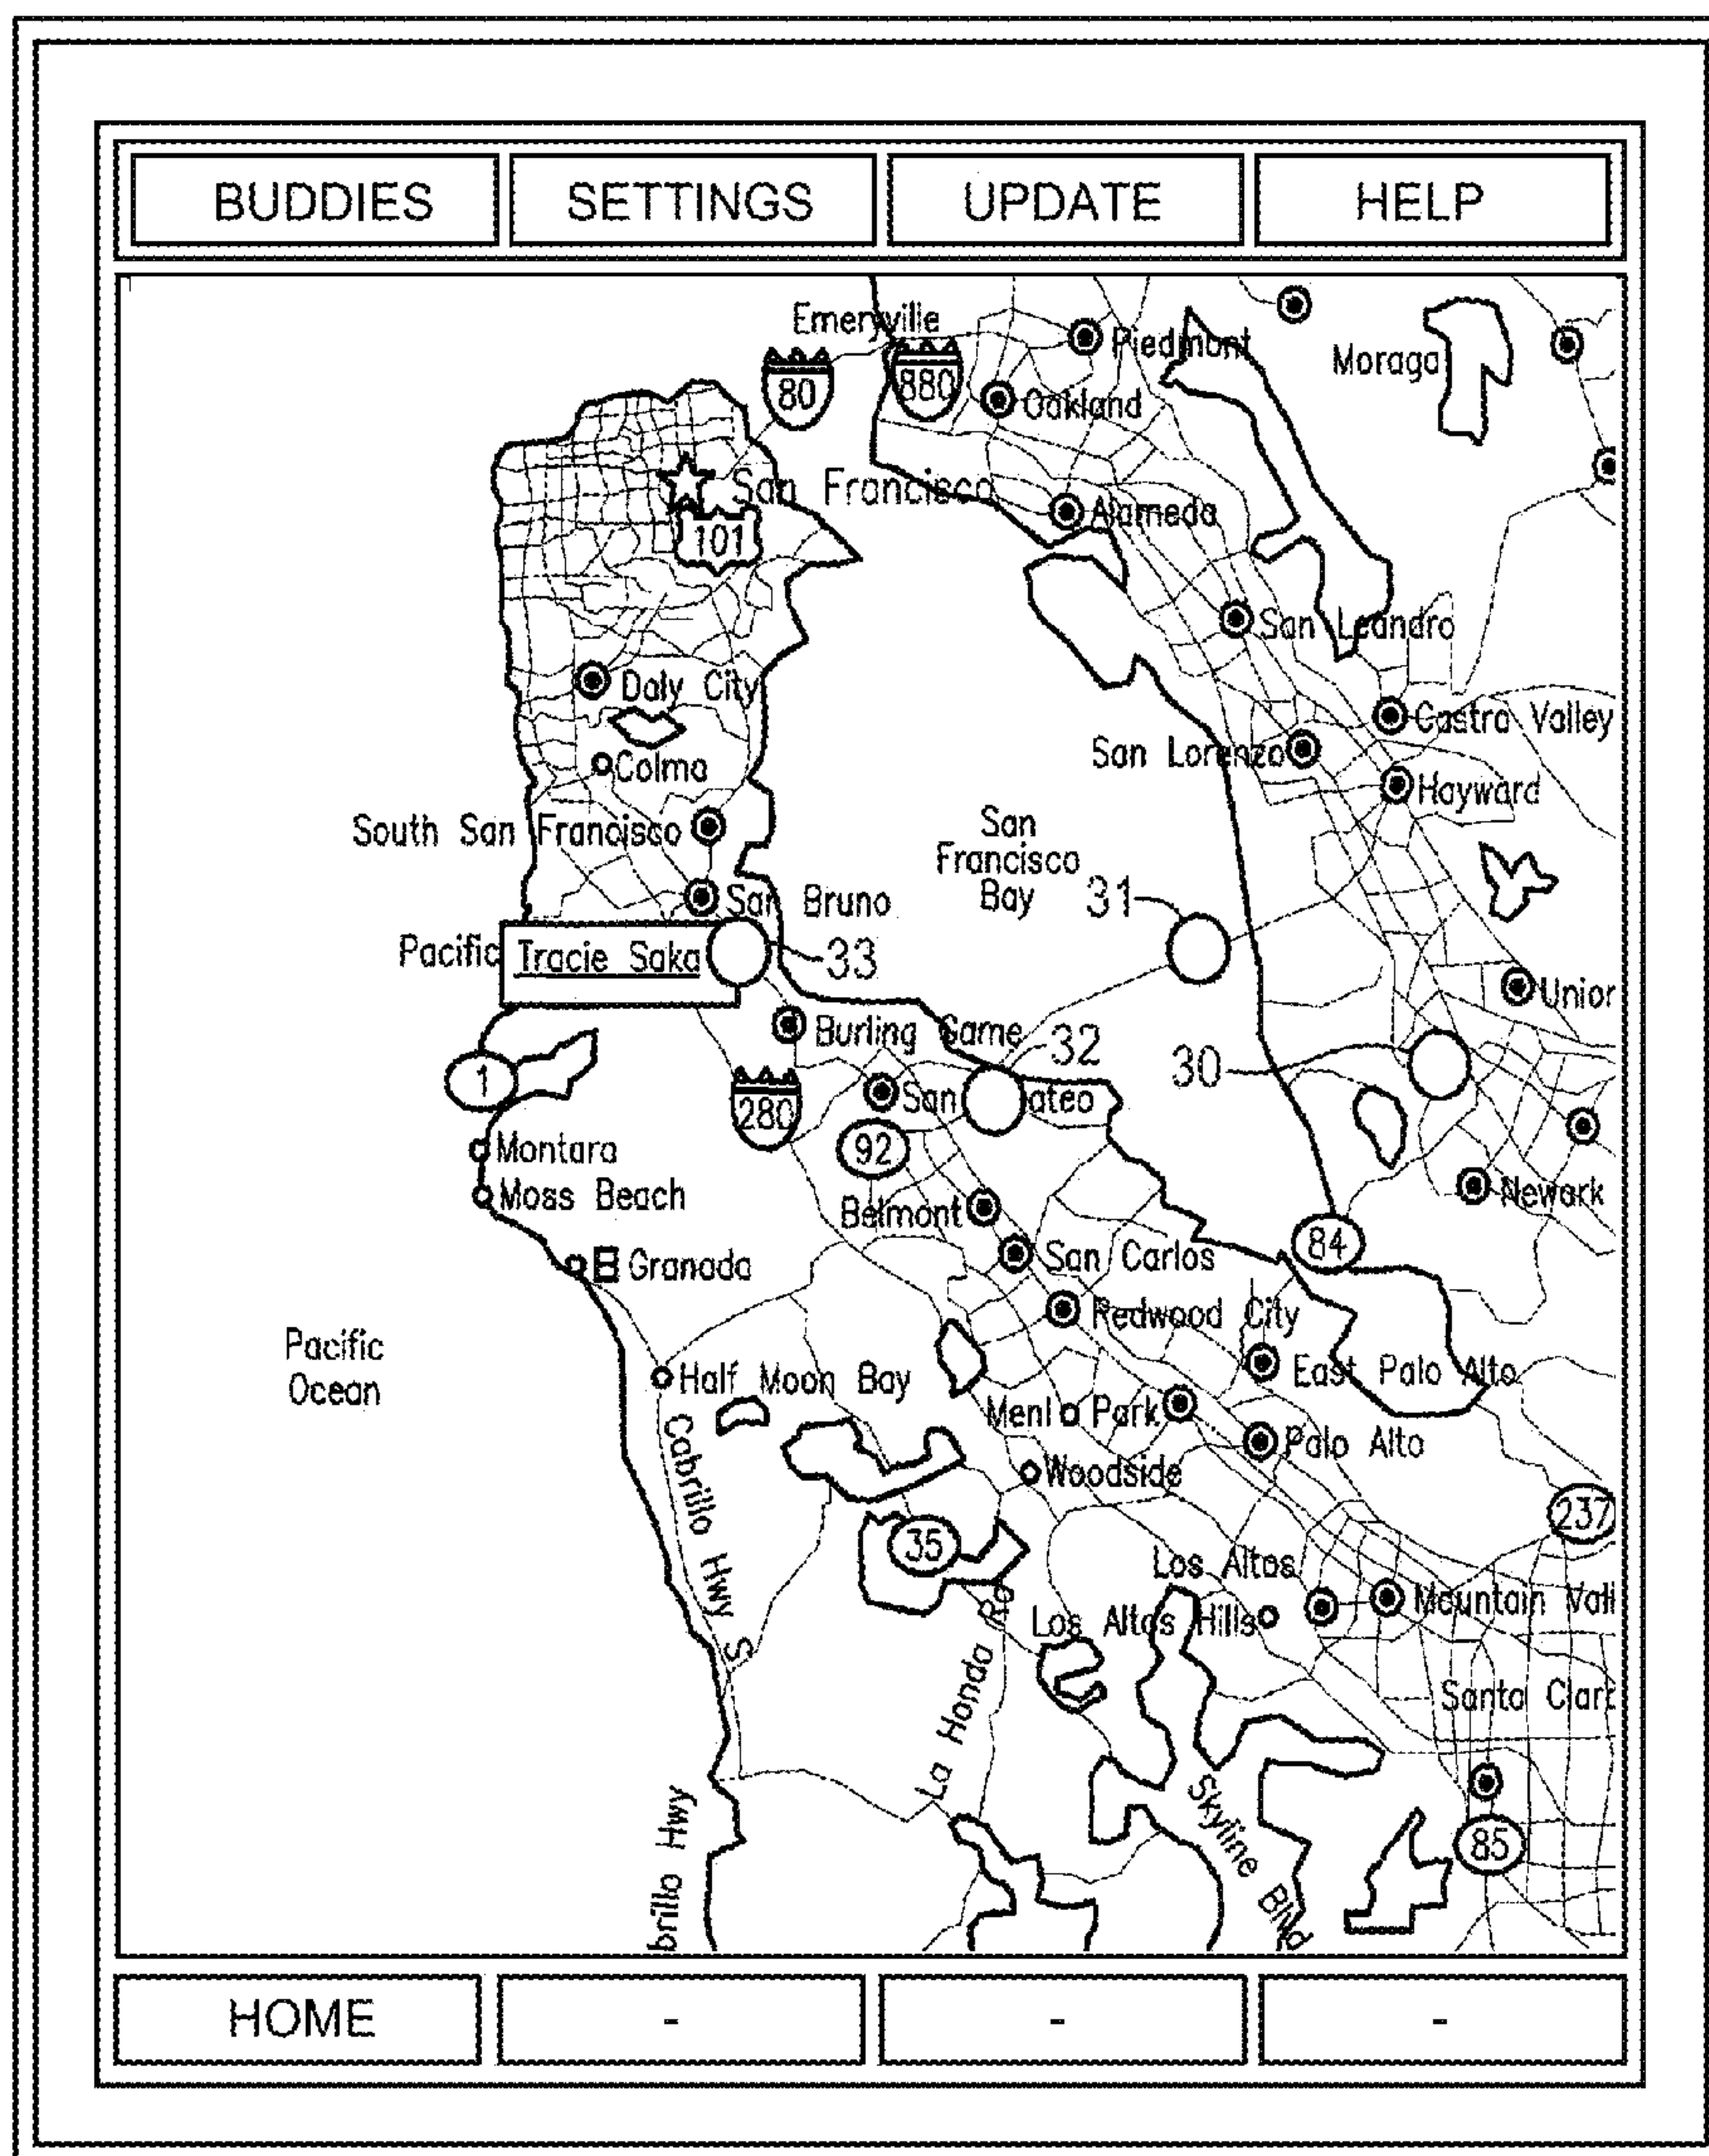 BUDDIES SETTINGS UPDATE HELP
Emeryville
Piedmont
Moraga
80
880
Oakland
San Francisco
101
Alameda
San Leandro
Daly City
Castro Valley
San Lorenzo
Colma
Hayward
South San Francisco
San
Francisco
Bay
31
San Bruno
Pacific
Tracie Saka
33
Union
Burling Game
32
30
1
San ateo
280
92
Montara
Moss Beach
Newark
Belmont
84
San Carlos
Granada
Redwood City
Pacific
Ocean
East Palo Alto
Half Moon Bay
Menlo Park
Palo Alto
Woodside
Cabrillo Hwy S
237
35
Los Altos
Mountain Vall
Los Altos Hills
La Honda Rd
Santa Clar
Skyline Blvd
brillo Hwy
85
HOME - - -